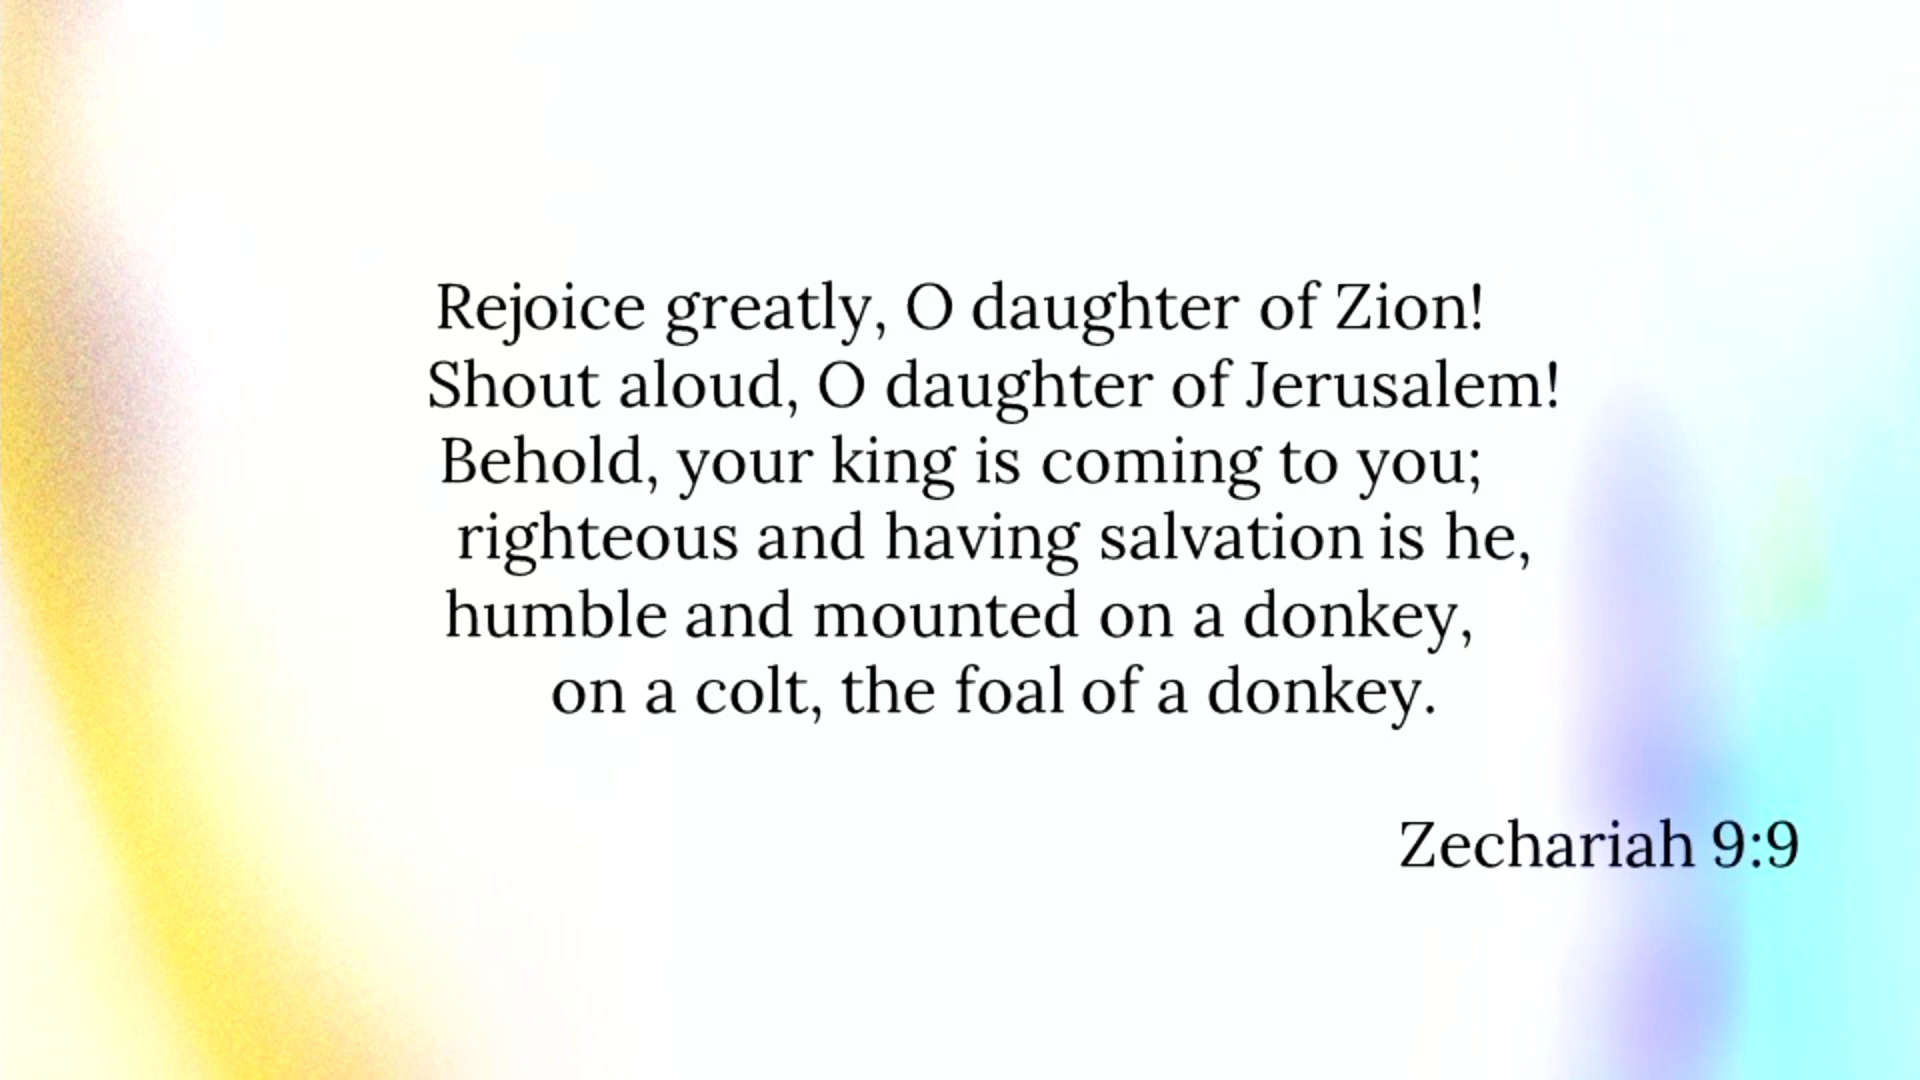 Rejoice greatly, O daughter of Zion!
Shout aloud, O daughter of Jerusalem!
Behold, your king is coming to you;
righteous and having salvation is he,
humble and mounted on a donkey,
on a colt, the foal of a donkey.
Zechariah 9:9